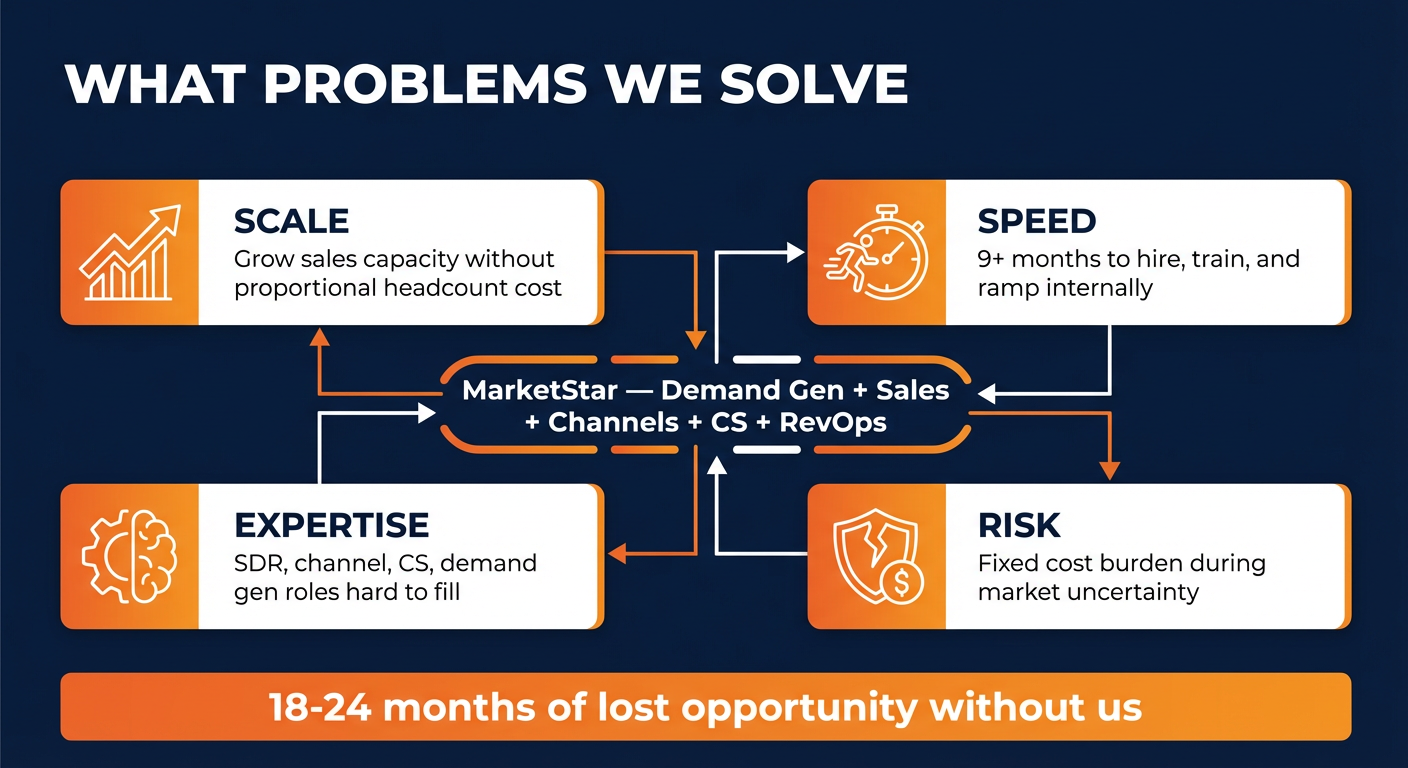 WHAT PROBLEMS WE SOLVE
SCALE
Grow sales capacity without
proportional headcount cost
SPEED
9+ months to hire, train, and
ramp internally
MarketStar — Demand Gen + Sales
+ Channels + CS + RevOps
EXPERTISE
SDR, channel, CS, demand
gen roles hard to fill
RISK
Fixed cost burden during
market uncertainty
$
18-24 months of lost opportunity without us